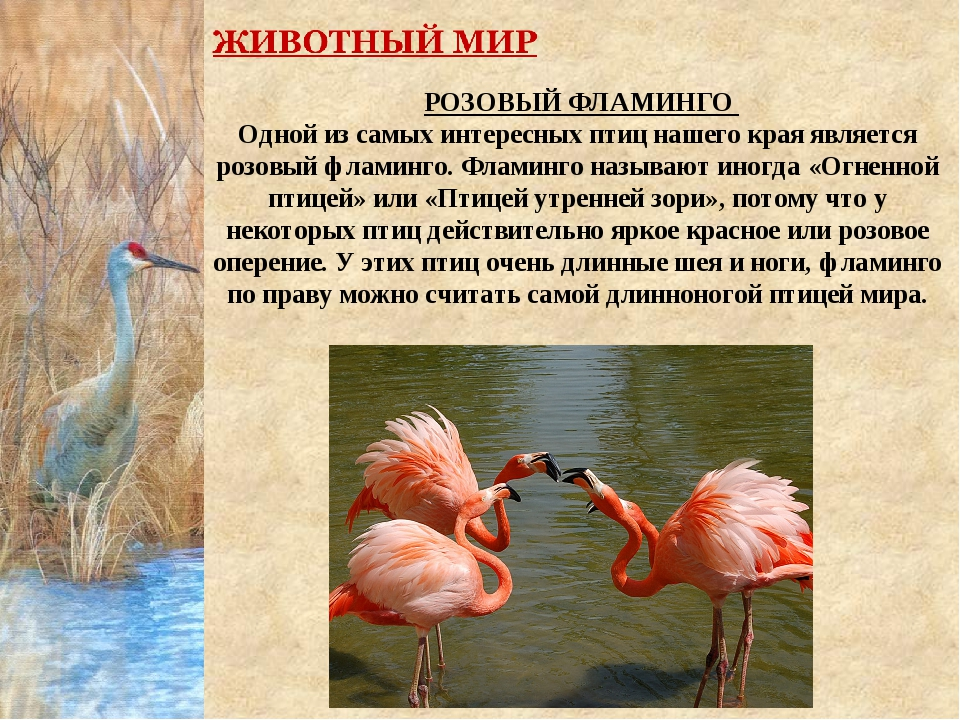 ЖИВОТНЫЙ МИР
РОЗОВЫЙ ФЛАМИНГО
Одной из самых интересных птиц нашего края является
розовый фламинго. Фламинго называют иногда «Огненной
птицей» или «Птицей утренней зори», потому что у
некоторых птиц действительно яркое красное или розовое
оперение. У этих птиц очень длинные шея и ноги, фламинго
по праву можно считать самой длинноногой птицей мира.